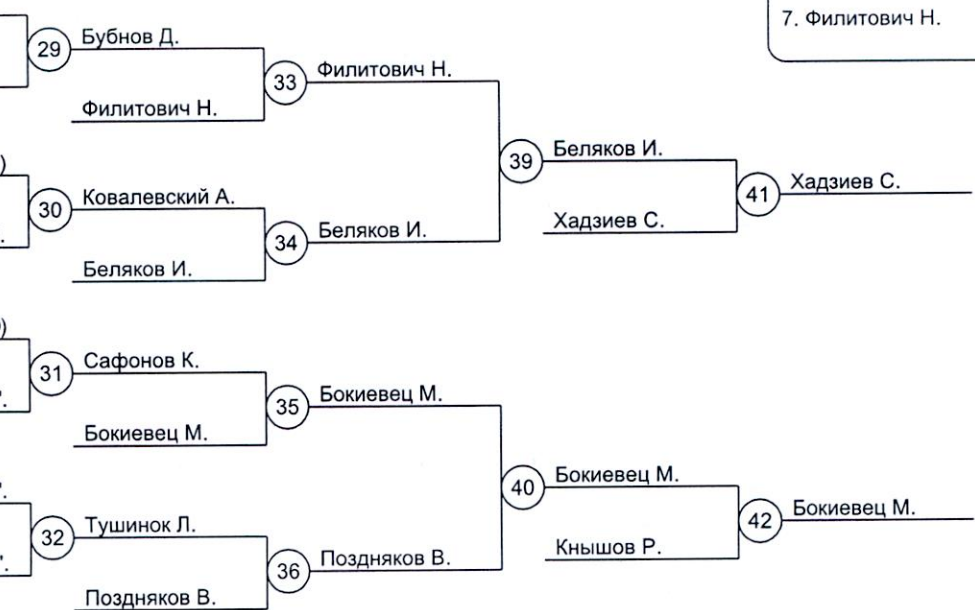 7. Филитович Н.
29
Бубнов Д.
Филитович Н.
33
Филитович Н.
30
Ковалевский А.
Беляков И.
34
Беляков И.
39
Беляков И.
Хадзиев С.
41
Хадзиев С.
31
Сафонов К.
Бокиевец М.
35
Бокиевец М.
32
Тушинок Л.
Поздняков В.
36
Поздняков В.
40
Бокиевец М.
Кнышов Р.
42
Бокиевец М.